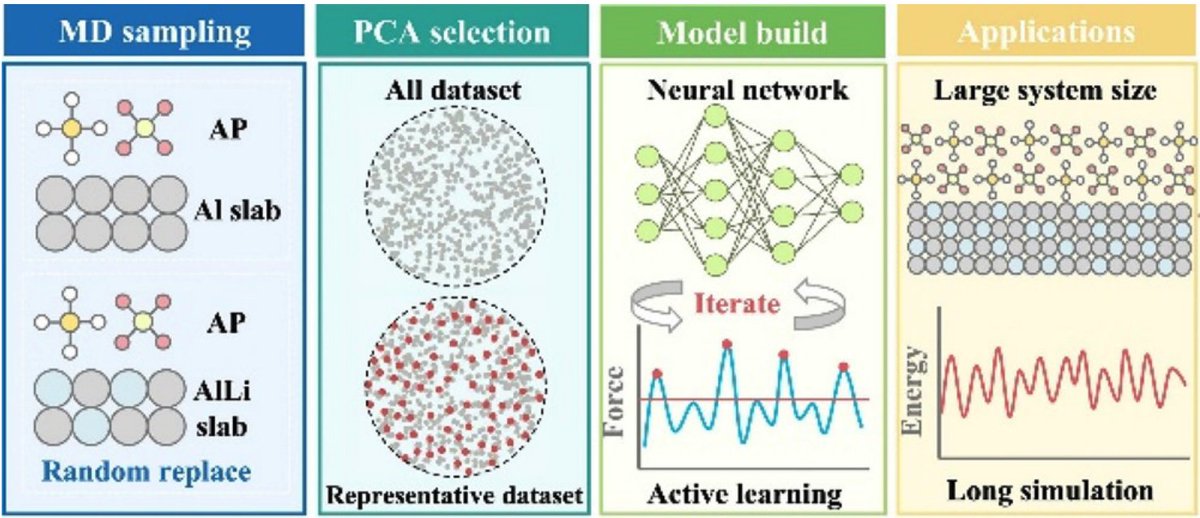 MD sampling
AP
Al slab
AP
AlLi
slab
Random replace
PCA selection
All dataset
Representative dataset
Model build
Neural network
Iterate
Force
Active learning
Applications
Large system size
Energy
Long simulation